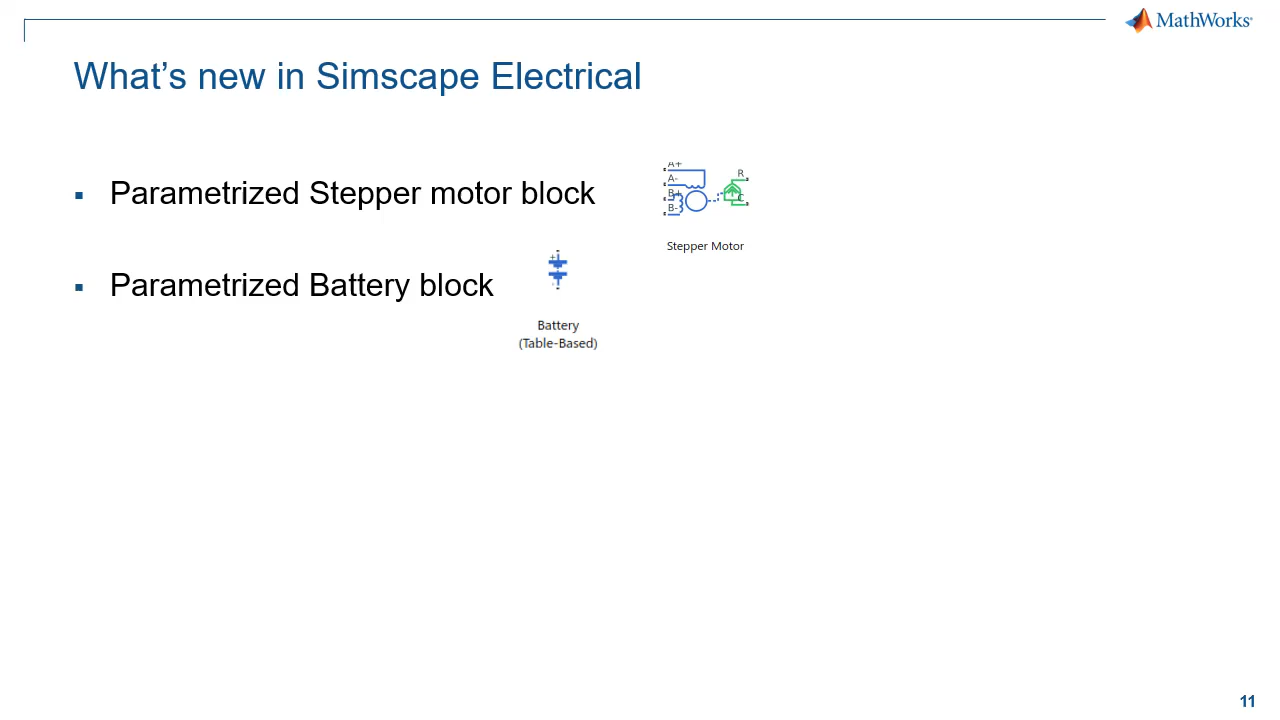 MathWorks
What's new in Simscape Electrical
▪ Parametrized Stepper motor block
A+
A-
B+
B-
R
C
Stepper Motor
▪ Parametrized Battery block
+
Battery
(Table-Based)
11